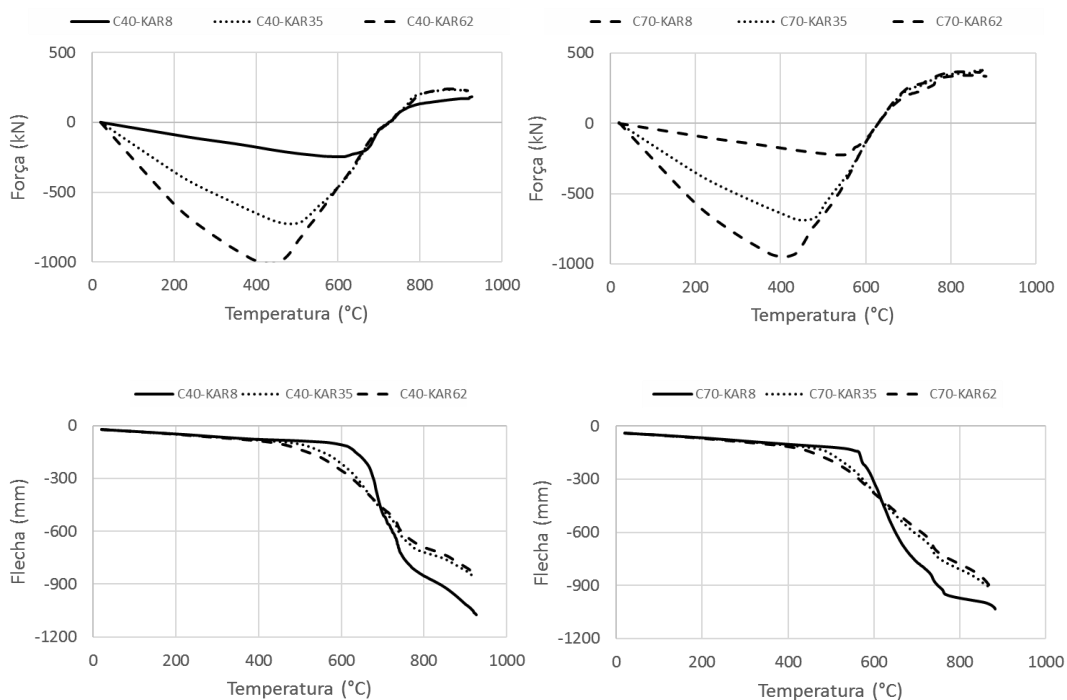 C40-KAR8 C40-KAR35 C40-KAR62
500
0
-500
-1000
Força (kN)
0 200 400 600 800 1000
Temperatura (°C)
C70-KAR8 C70-KAR35 C70-KAR62
500
0
-500
-1000
Força (kN)
0 200 400 600 800 1000
Temperatura (°C)
C40-KAR8 C40-KAR35 C40-KAR62
0
-300
-600
-900
-1200
Flecha (mm)
0 200 400 600 800 1000
Temperatura (°C)
C70-KAR8 C70-KAR35 C70-KAR62
0
-300
-600
-900
-1200
Flecha (mm)
0 200 400 600 800 1000
Temperatura (°C)